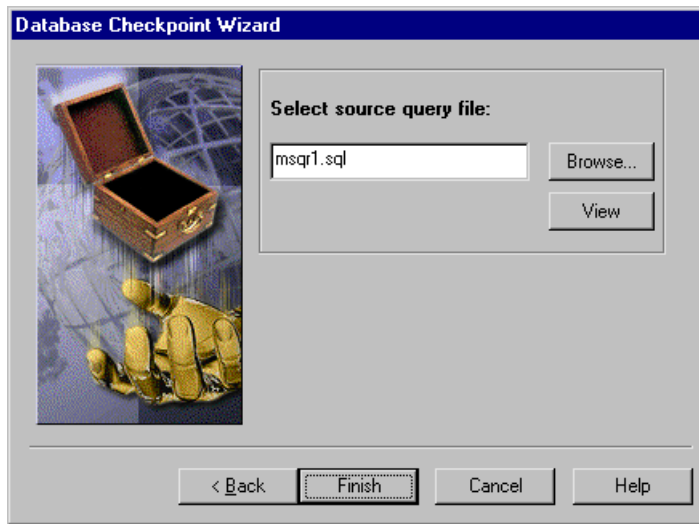 Database Checkpoint Wizard
Select source query file:
msqr1.sql
Browse...
View
< Back
Finish
Cancel
Help